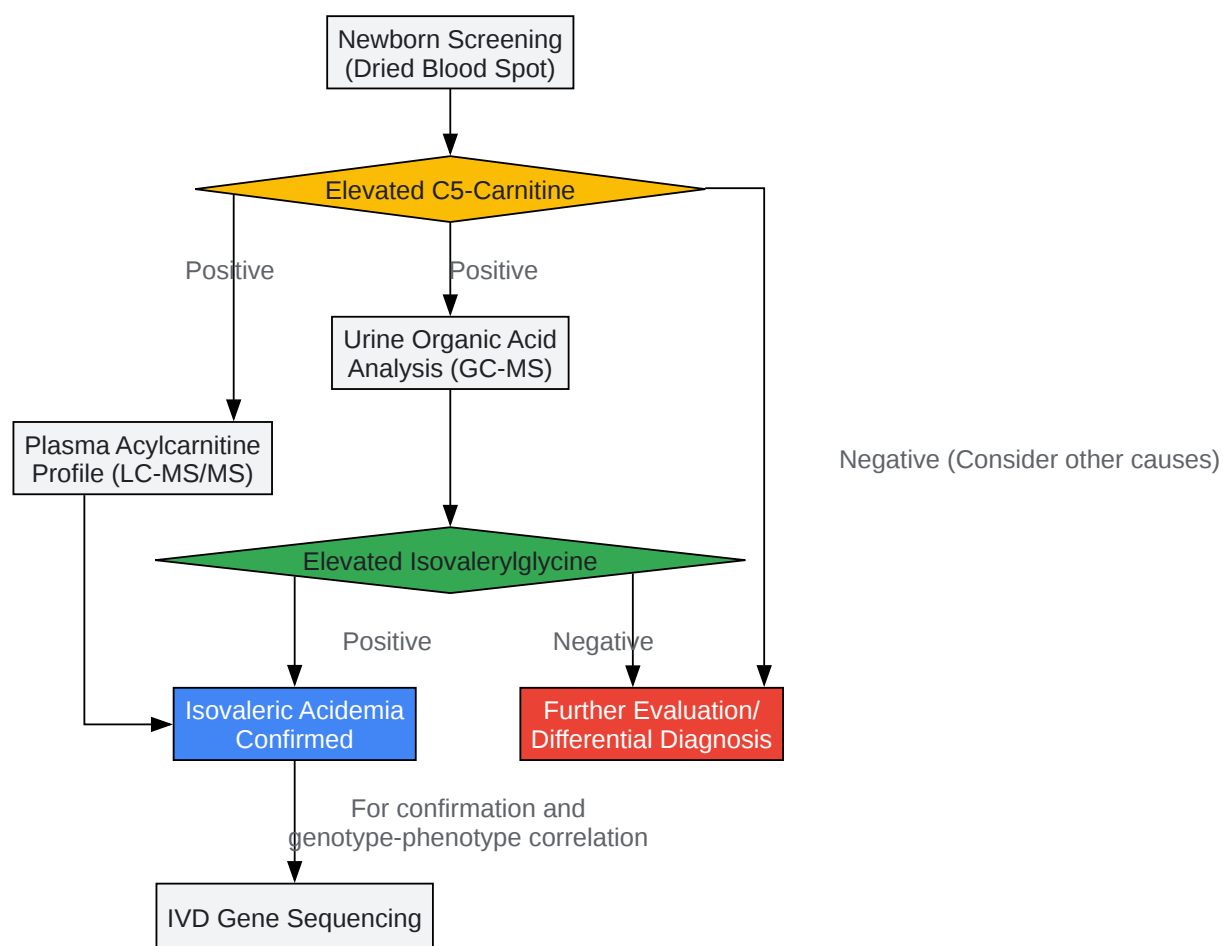 Newborn Screening
(Dried Blood Spot)
Elevated C5-Carnitine
Positive
Positive
Urine Organic Acid
Analysis (GC-MS)
Plasma Acylcarnitine
Profile (LC-MS/MS)
Negative (Consider other causes)
Elevated Isovalerylglycine
Positive
Negative
Isovaleric Acidemia
Confirmed
Further Evaluation/
Differential Diagnosis
For confirmation and
genotype-phenotype correlation
IVD Gene Sequencing